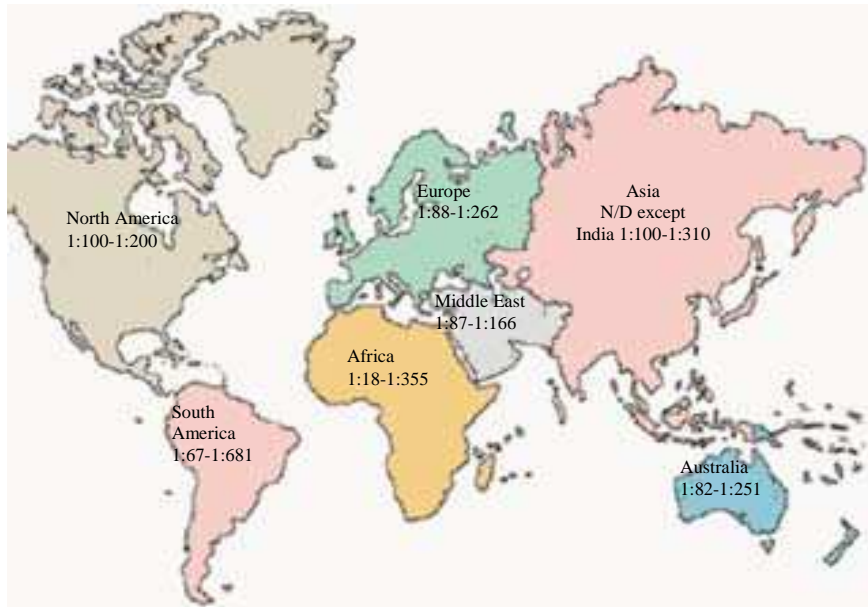 North America
1:100-1:200
Europe
1:88-1:262
Asia
N/D except
India 1:100-1:310
Middle East
1:87-1:166
Africa
1:18-1:355
South
America
1:67-1:681
Australia
1:82-1:251